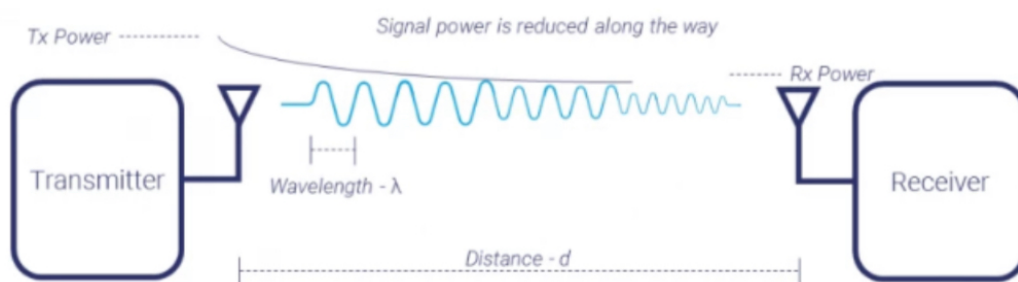 Signal power is reduced along the way
Tx Power
Rx Power
Transmitter
Wavelength - λ
Receiver
Distance - d